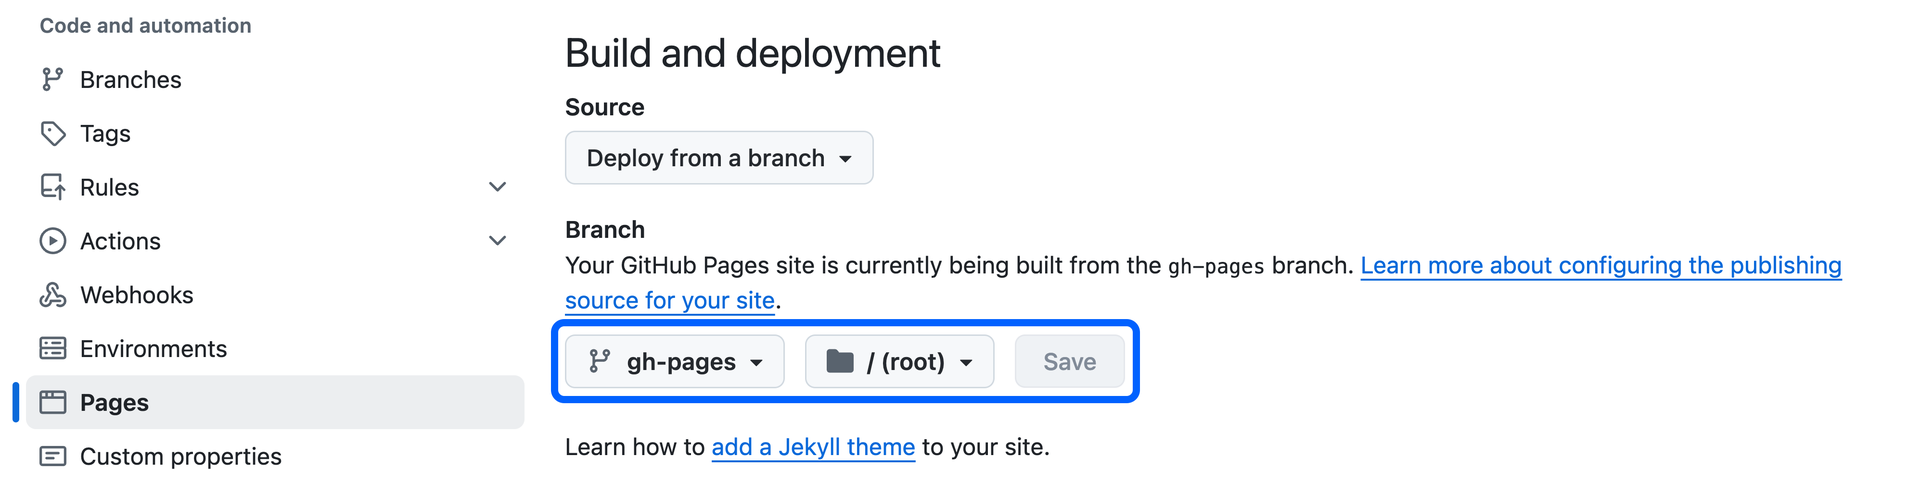 Code and automation
Branches
Tags
Rules
Actions
Webhooks
Environments
Pages
Custom properties
Build and deployment
Source
Deploy from a branch
Branch
Your GitHub Pages site is currently being built from the gh-pages branch. Learn more about configuring the publishing
source for your site.
gh-pages / (root) Save
Learn how to add a Jekyll theme to your site.